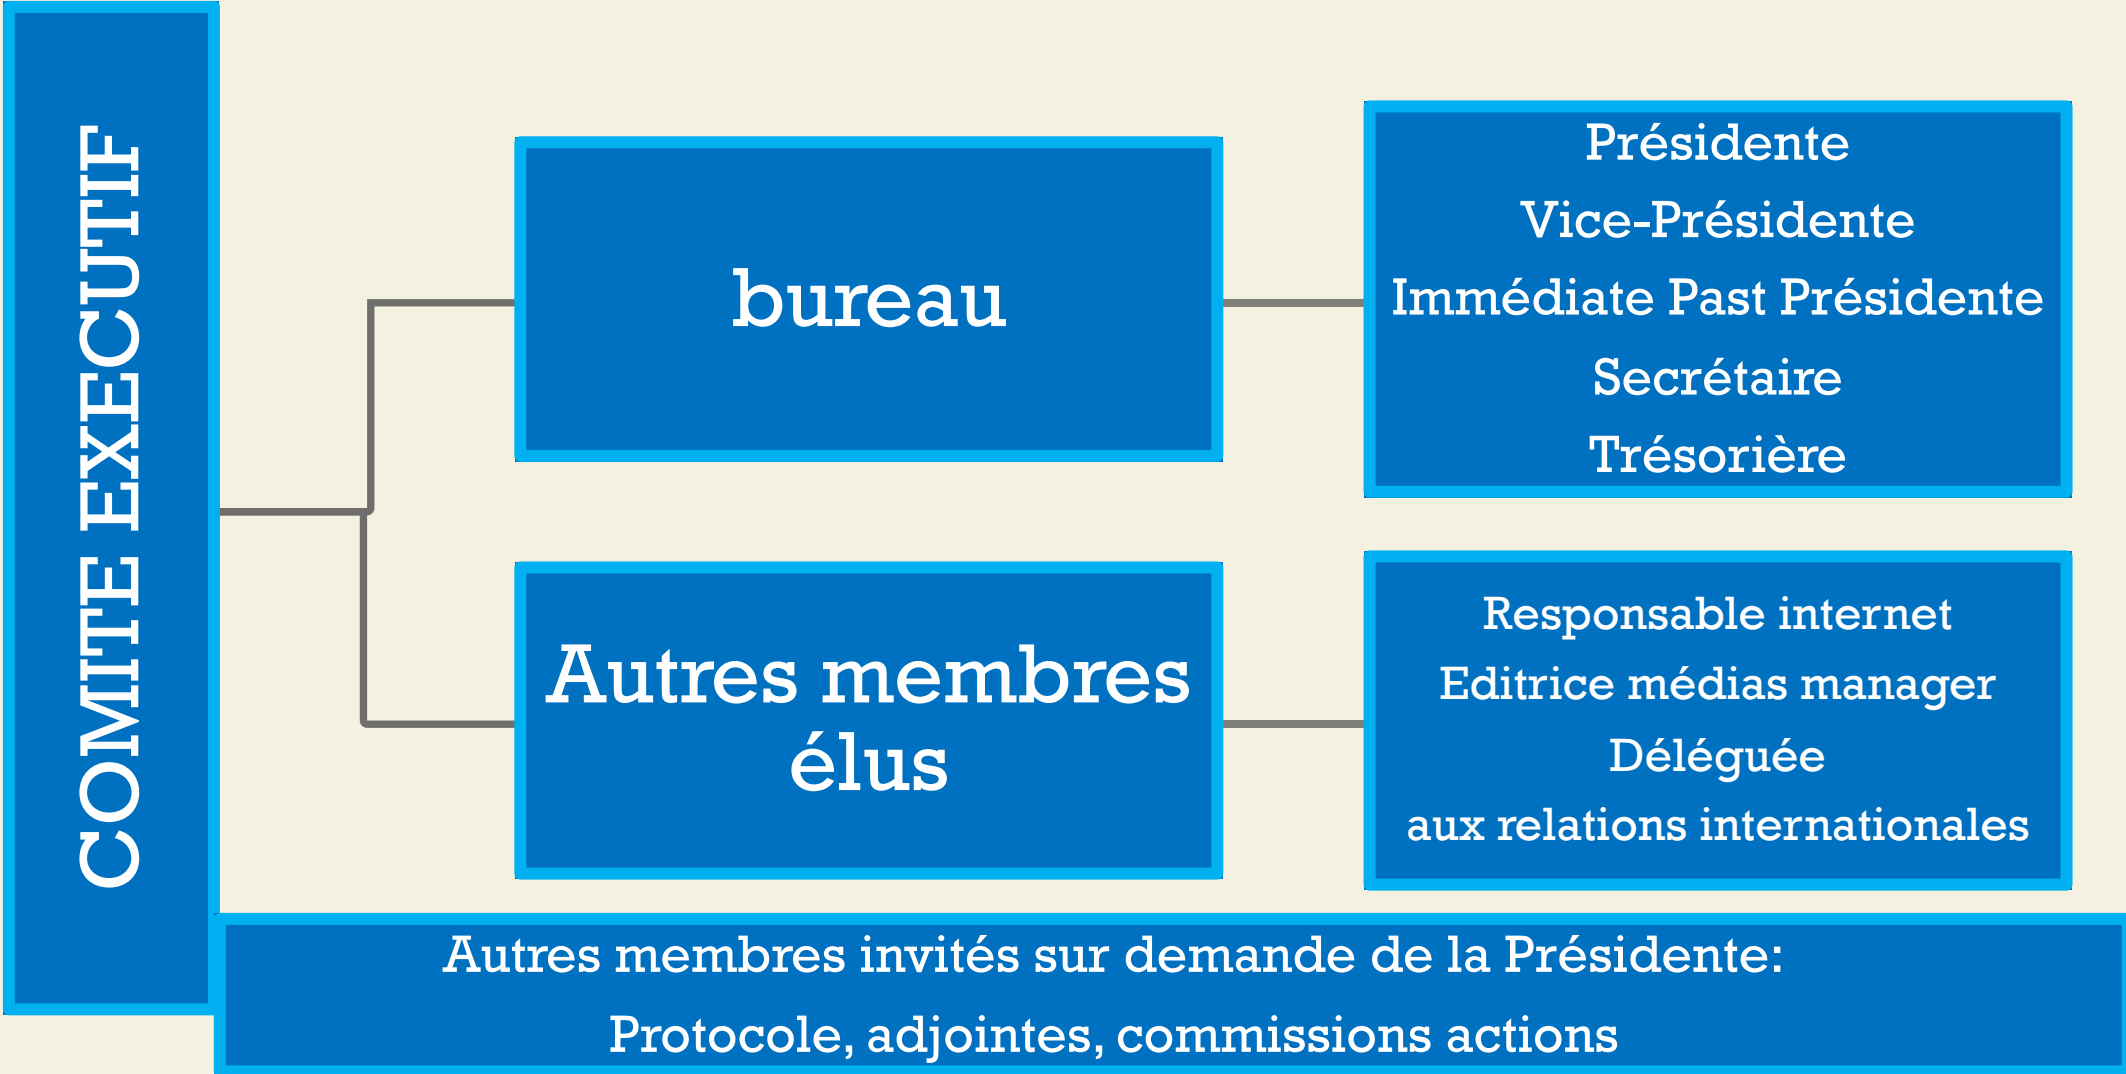 COMITE EXECUTIF
bureau
Présidente
Vice-Présidente
Immédiate Past Présidente
Secrétaire
Trésorière
Autres membres
élus
Responsable internet
Editrice médias manager
Déléguée
aux relations internationales
Autres membres invités sur demande de la Présidente:
Protocole, adjointes, commissions actions